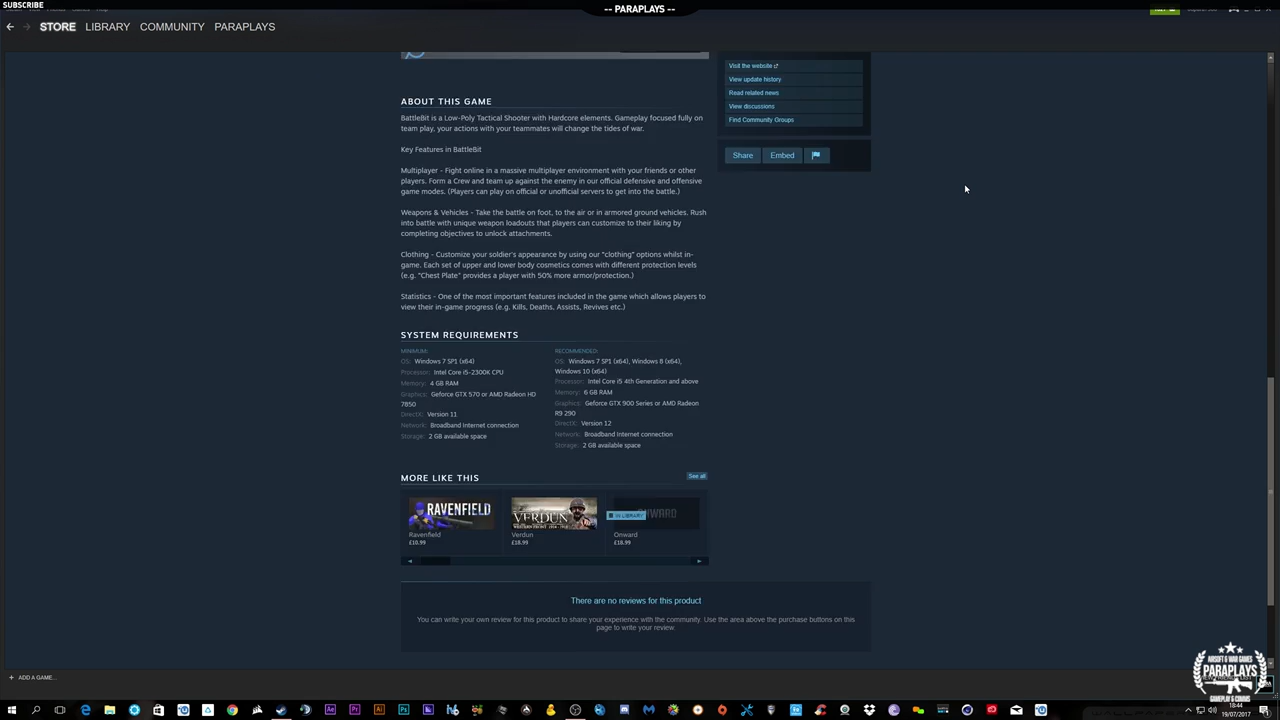 SUBSCRIBE
-- PARAPLAYS --
STORE LIBRARY COMMUNITY PARAPLAYS
Visit the website
View update history
Read related news
View discussions
Find Community Groups
Share Embed
ABOUT THIS GAME
BattleBit is a Low-Poly Tactical Shooter with Hardcore elements. Gameplay focused fully on
team play, your actions with your teammates will change the tides of war.
Key Features in BattleBit
Multiplayer - Fight online in a massive multiplayer environment with your friends or other
players. Form a Crew and team up against the enemy in our official defensive and offensive
game modes. (Players can play on official or unofficial servers to get into the battle.)
Weapons & Vehicles - Take the battle on foot, to the air or in armored ground vehicles. Rush
into battle with unique weapon loadouts that players can customize to their liking by
completing objectives to unlock attachments.
Clothing - Customize your soldier's appearance by using our "clothing" options whilst in-
game. Each set of upper and lower body cosmetics comes with different protection levels
(e.g. "Chest Plate" provides a player with 50% more armor/protection.)
Statistics - One of the most important features included in the game which allows players to
view their in-game progress (e.g. Kills, Deaths, Assists, Revives etc.)
SYSTEM REQUIREMENTS
MINIMUM:
OS: Windows 7 SP1 (x64)
Processor: Intel Core i5-2300K CPU
Memory: 4 GB RAM
Graphics: Geforce GTX 570 or AMD Radeon HD
7850
DirectX: Version 11
Network: Broadband Internet connection
Storage: 2 GB available space
RECOMMENDED:
OS: Windows 7 SP1 (x64), Windows 8 (x64),
Windows 10 (x64)
Processor: Intel Core i5 4th Generation and above
Memory: 6 GB RAM
Graphics: Geforce GTX 900 Series or AMD Radeon
R9 290
DirectX: Version 12
Network: Broadband Internet connection
Storage: 2 GB available space
MORE LIKE THIS
See all
RAVENFIELD
Ravenfield
£10.99
VERDUN
WESTERN FRONT 1914-1918
Verdun
£18.99
IN LIBRARY
ONWARD
Onward
£18.99
There are no reviews for this product
You can write your own review for this product to share your experience with the community. Use the area above the purchase buttons on this
page to write your review.
ADD A GAME...
AIRSOFT & WAR GAMES
PARAPLAYS
GAMEPLAY & COMMS
18:44
19/07/2017